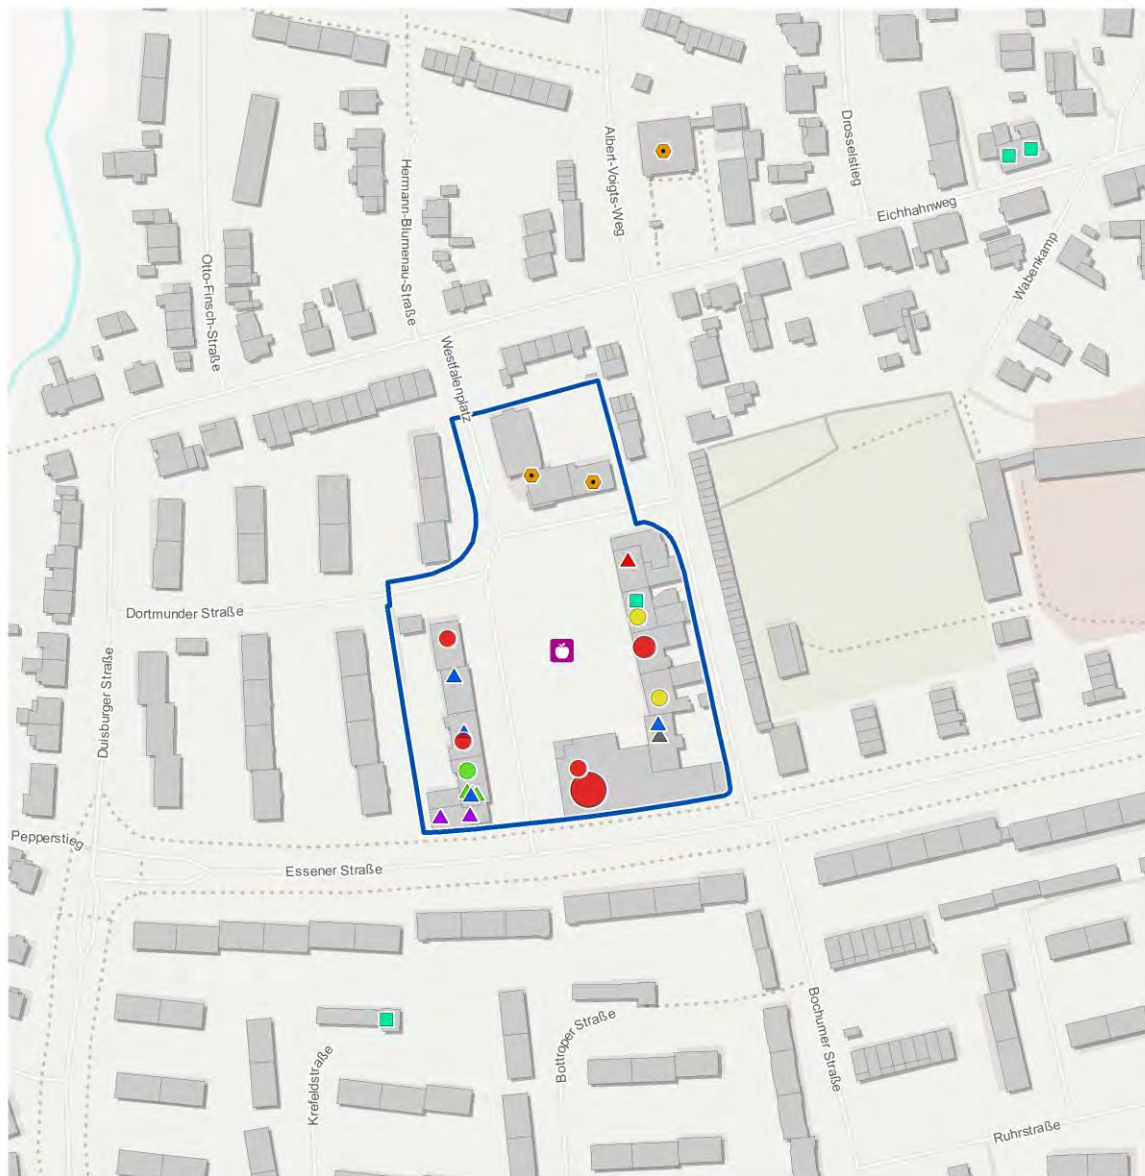 Drosselstieg
Albert-Voigts-Weg
Hermann-Blumenau-Straße
Eichhahnweg
Wabenkamp
Otto-Finsch-Straße
Westfalenplatz
Dortmunder Straße
Duisburger Straße
Pepperstieg
Essener Straße
Bochumer Straße
Bottroper Straße
Krefeldstraße
Ruhrstraße